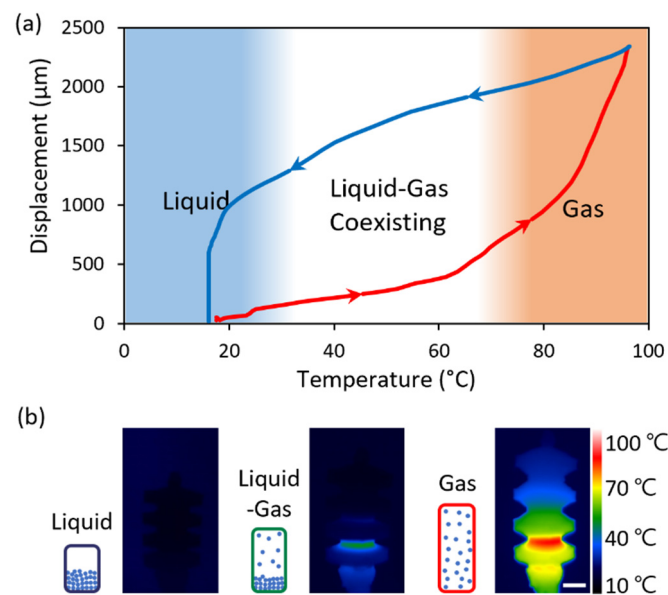 (a)
2500
2000
1500
1000
500
0
Displacement (µm)
Liquid
Liquid-Gas
Coexisting
Gas
0 20 40 60 80 100
Temperature (°C)
(b)
Liquid
Liquid
-Gas
Gas
100 ℃
70 ℃
40 ℃
10 ℃